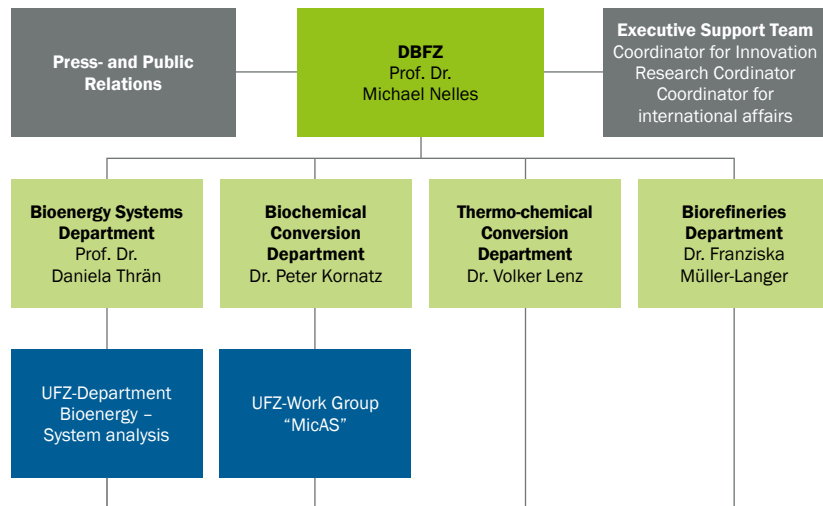 Press- and Public
Relations
DBFZ
Prof. Dr.
Michael Nelles
Executive Support Team
Coordinator for Innovation
Research Cordinator
Coordinator for
international affairs
Bioenergy Systems
Department
Prof. Dr.
Daniela Thrän
Biochemical
Conversion
Department
Dr. Peter Kornatz
Thermo-chemical
Conversion
Department
Dr. Volker Lenz
Biorefineries
Department
Dr. Franziska
Müller-Langer
UFZ-Department
Bioenergy –
System analysis
UFZ-Work Group
“MicAS”